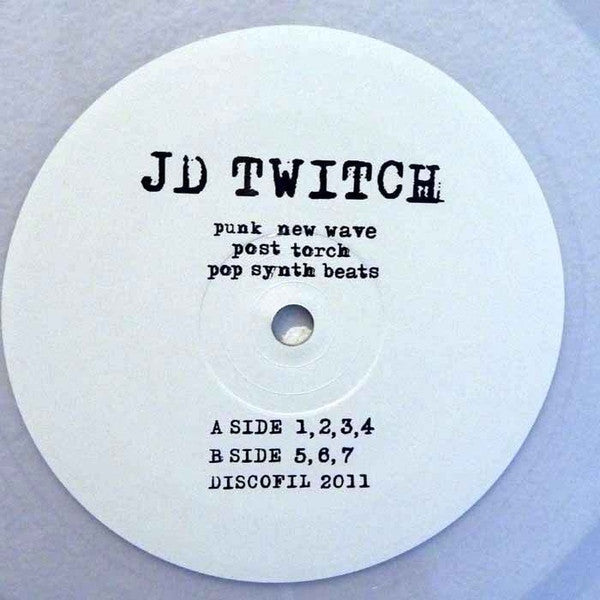 JD TWITCH
punk new wave
post torch
pop synth beats
A SIDE 1,2,3,4
B SIDE 5,6,7
DISCOFIL 2011